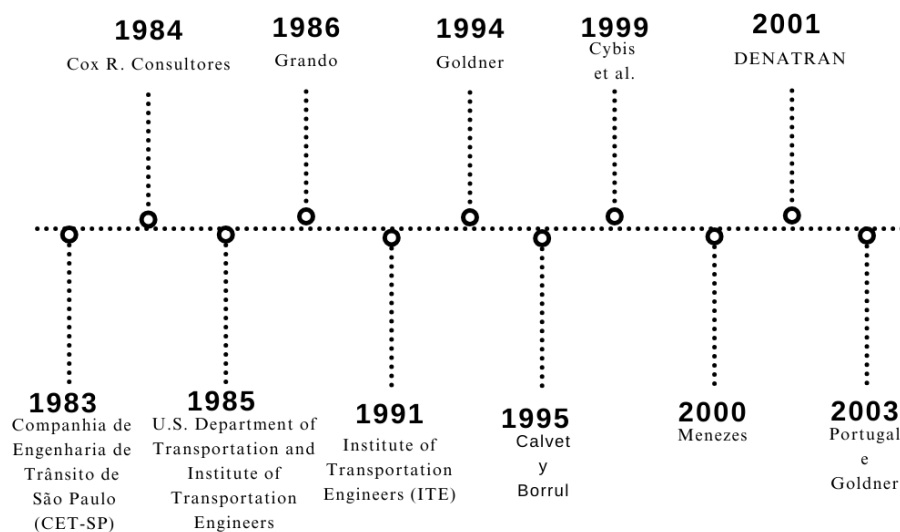 1984
Cox R. Consultores
1986
Grando
1994
Goldner
1999
Cybis
et al.
2001
DENATRAN
1983
Companhia de
Engenharia de
Trânsito de
São Paulo
(CET-SP)
1985
U.S. Department of
Transportation and
Institute of
Transportation
Engineers
1991
Institute of
Transportation
Engineers (ITE)
1995
Calvet
y
Borrul
2000
Menezes
2003
Portugal
e
Goldner